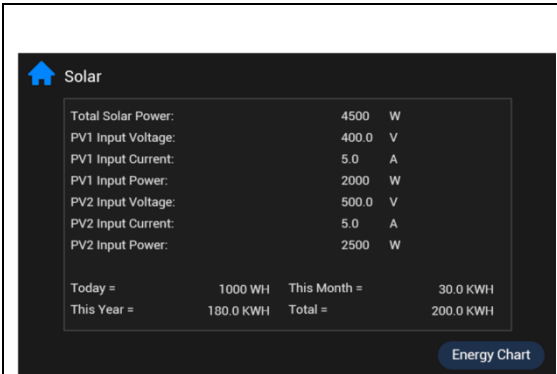 Solar
Total Solar Power: 4500 W
PV1 Input Voltage: 400.0 V
PV1 Input Current: 5.0 A
PV1 Input Power: 2000 W
PV2 Input Voltage: 500.0 V
PV2 Input Current: 5.0 A
PV2 Input Power: 2500 W
Today = 1000 WH This Month = 30.0 KWH
This Year = 180.0 KWH Total = 200.0 KWH
Energy Chart